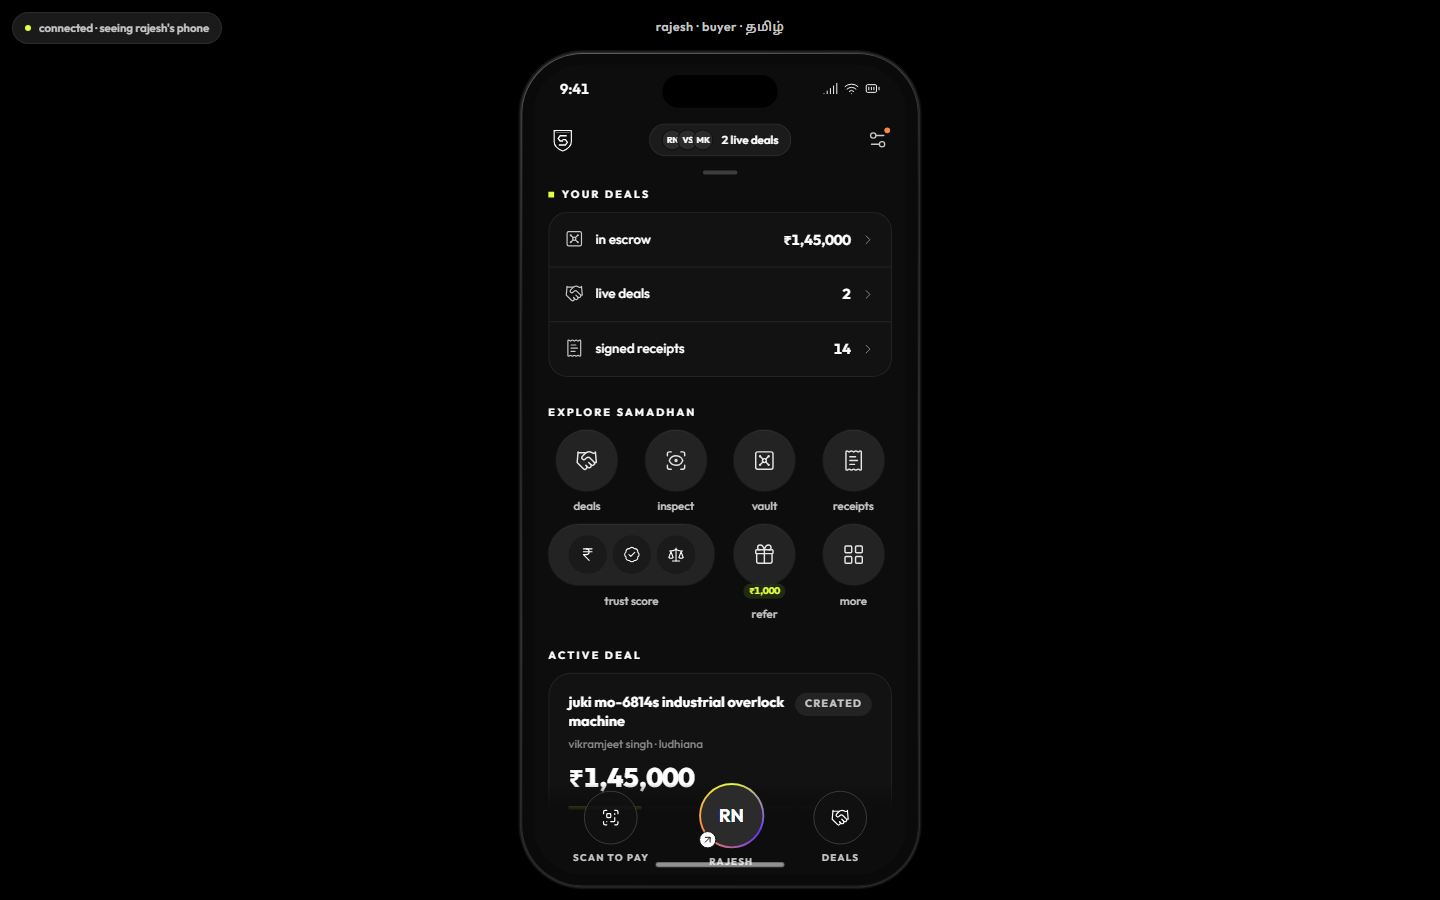 connected · seeing rajesh's phone
rajesh · buyer · தமிழ்
9:41
RN VS MK 2 live deals
YOUR DEALS
in escrow ₹1,45,000
live deals 2
signed receipts 14
EXPLORE SAMADHAN
deals inspect vault receipts
₹
₹1,000
trust score refer more
ACTIVE DEAL
juki mo-6814s industrial overlock machine CREATED
vikramjeet singh · ludhiana
₹1,45,000
RN
SCAN TO PAY RAJESH DEALS